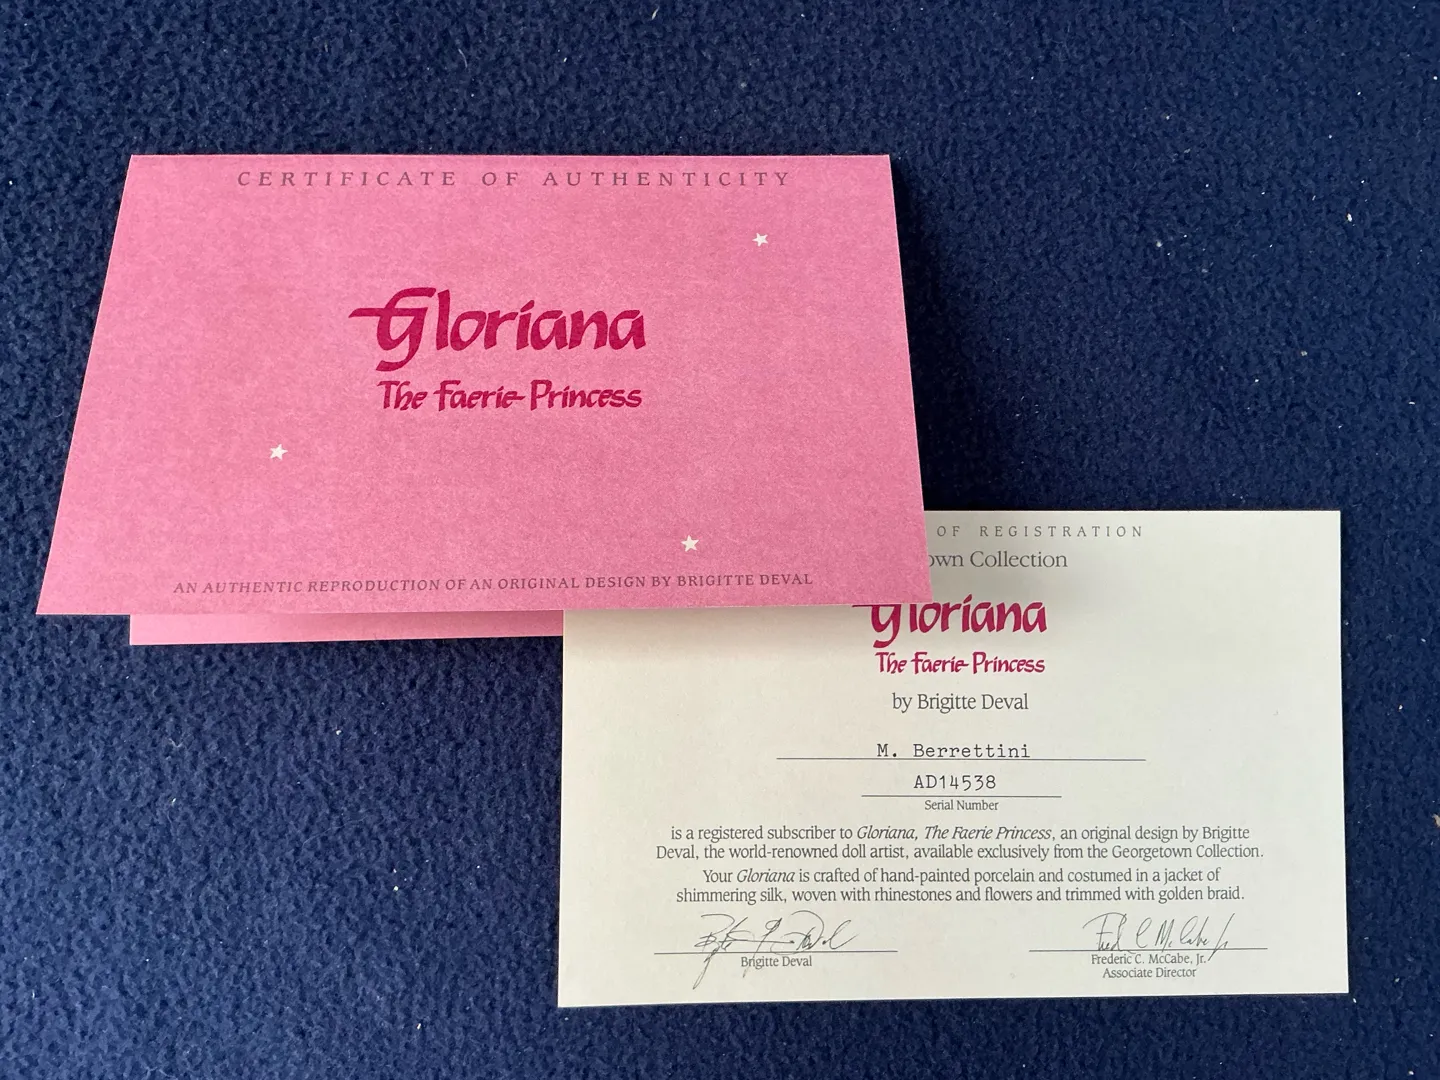 CERTIFICATE OF AUTHENTICITY
Gloriana
The Faerie Princess
AN AUTHENTIC REPRODUCTION OF AN ORIGINAL DESIGN BY BRIGITTE DEVAL
OF REGISTRATION
own Collection
Gloriana
The Faerie Princess
by Brigitte Deval
M. Berrettini
AD14538
Serial Number
is a registered subscriber to Gloriana, The Faerie Princess, an original design by Brigitte
Deval, the world-renowned doll artist, available exclusively from the Georgetown Collection.
Your Gloriana is crafted of hand-painted porcelain and costumed in a jacket of
shimmering silk, woven with rhinestones and flowers and trimmed with golden braid.
Brigitte Deval
Frederic C. McCabe, Jr.
Associate Director